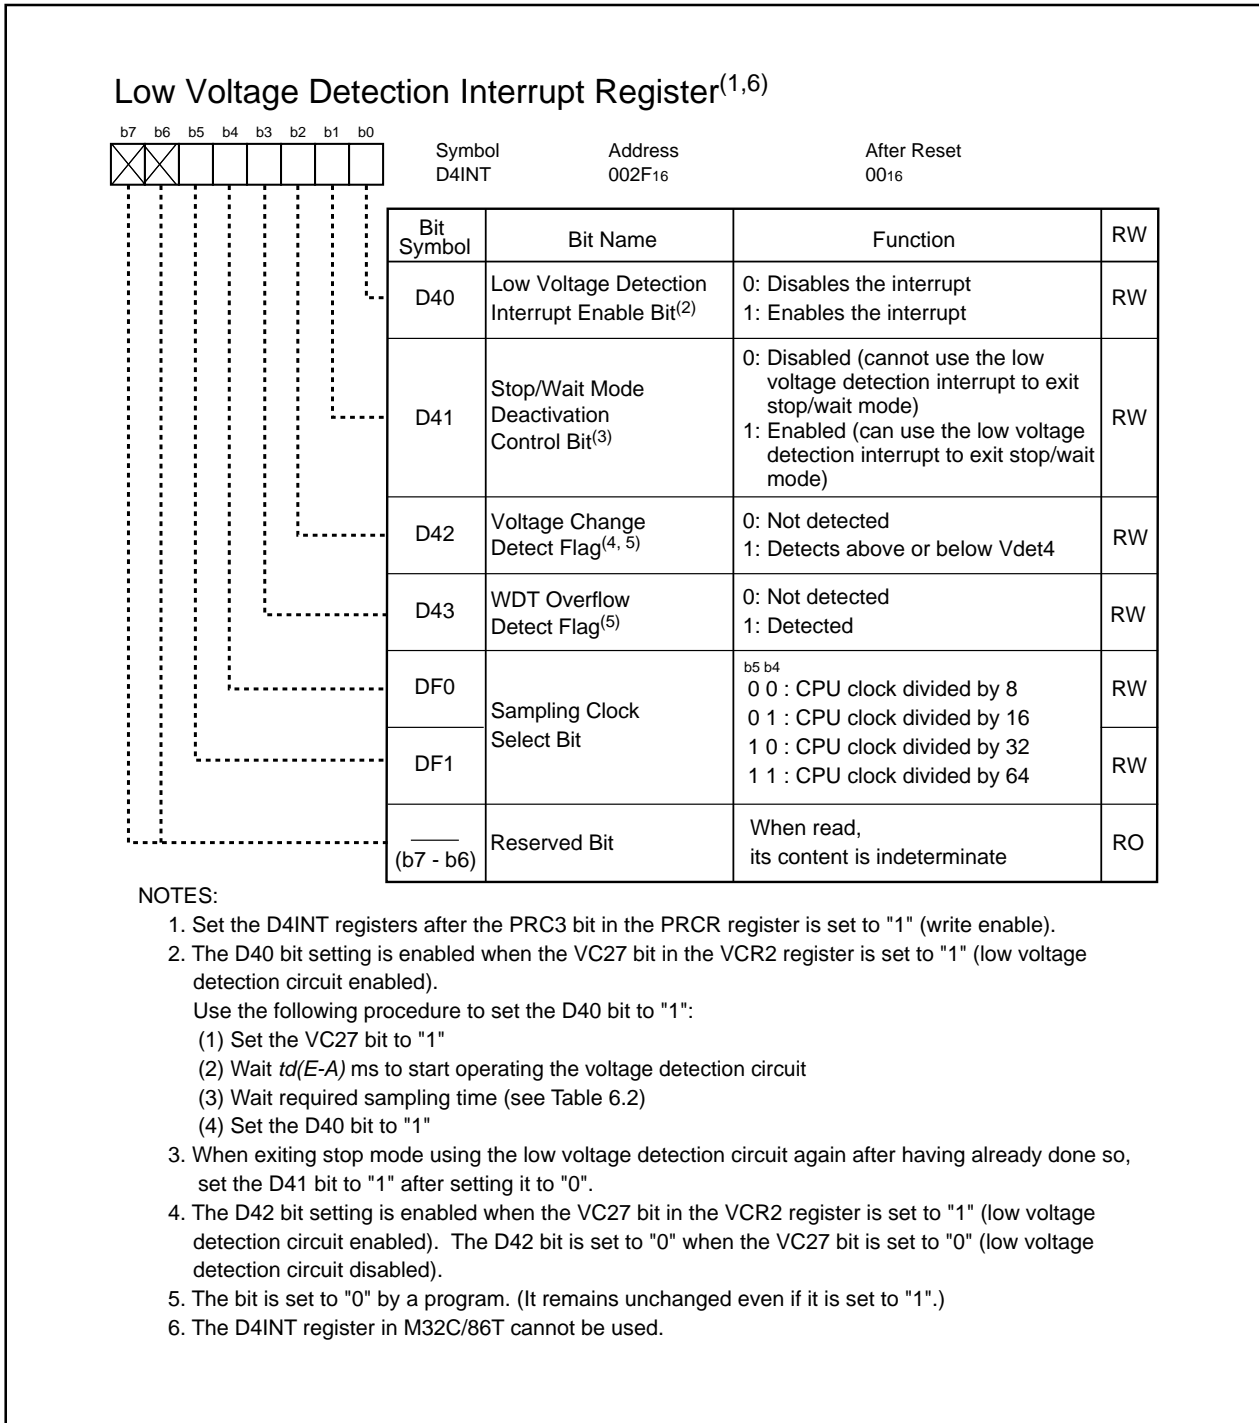 Low Voltage Detection Interrupt Register(1,6)
b7 b6 b5 b4 b3 b2 b1 b0
Symbol Address After Reset
D4INT 002F16 0016
Bit Symbol Bit Name Function RW
D40 Low Voltage Detection Interrupt Enable Bit(2) RW
0: Disables the interrupt
1: Enables the interrupt
D41 Stop/Wait Mode Deactivation Control Bit(3) RW
0: Disabled (cannot use the low
voltage detection interrupt to exit
stop/wait mode)
1: Enabled (can use the low voltage
detection interrupt to exit stop/wait
mode)
D42 Voltage Change Detect Flag(4, 5) RW
0: Not detected
1: Detects above or below Vdet4
D43 WDT Overflow Detect Flag(5) RW
0: Not detected
1: Detected
DF0 RW
DF1 RW
Sampling Clock
Select Bit
b5 b4
0 0 : CPU clock divided by 8
0 1 : CPU clock divided by 16
1 0 : CPU clock divided by 32
1 1 : CPU clock divided by 64
(b7 - b6) Reserved Bit RO
When read,
its content is indeterminate
NOTES:
1. Set the D4INT registers after the PRC3 bit in the PRCR register is set to "1" (write enable).
2. The D40 bit setting is enabled when the VC27 bit in the VCR2 register is set to "1" (low voltage
detection circuit enabled).
Use the following procedure to set the D40 bit to "1":
(1) Set the VC27 bit to "1"
(2) Wait td(E-A) ms to start operating the voltage detection circuit
(3) Wait required sampling time (see Table 6.2)
(4) Set the D40 bit to "1"
3. When exiting stop mode using the low voltage detection circuit again after having already done so,
set the D41 bit to "1" after setting it to "0".
4. The D42 bit setting is enabled when the VC27 bit in the VCR2 register is set to "1" (low voltage
detection circuit enabled). The D42 bit is set to "0" when the VC27 bit is set to "0" (low voltage
detection circuit disabled).
5. The bit is set to "0" by a program. (It remains unchanged even if it is set to "1".)
6. The D4INT register in M32C/86T cannot be used.